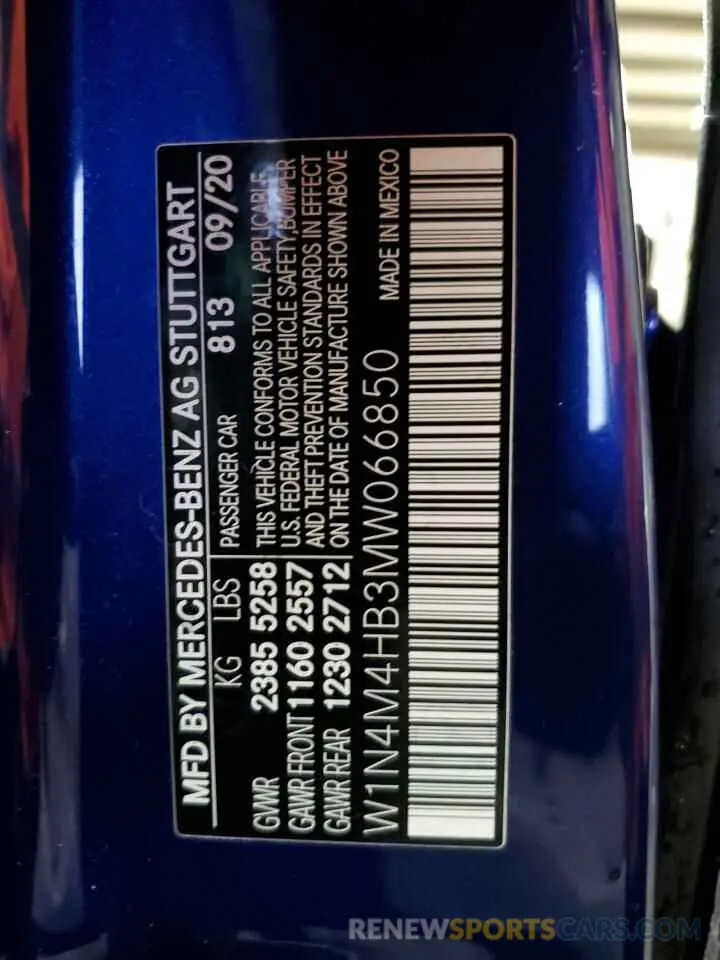 MFD BY MERCEDES-BENZ AG STUTTGART
KG LBS PASSENGER CAR 813 09/20
GVWR 2385 5258 THIS VEHICLE CONFORMS TO ALL APPLICABLE
GAWR FRONT 1160 2557 U.S. FEDERAL MOTOR VEHICLE SAFETY, BUMPER
GAWR REAR 1230 2712 AND THEFT PREVENTION STANDARDS IN EFFECT
ON THE DATE OF MANUFACTURE SHOWN ABOVE
W1N4M4HB3MW066850 MADE IN MEXICO
RENEWSPORTSCARS.COM